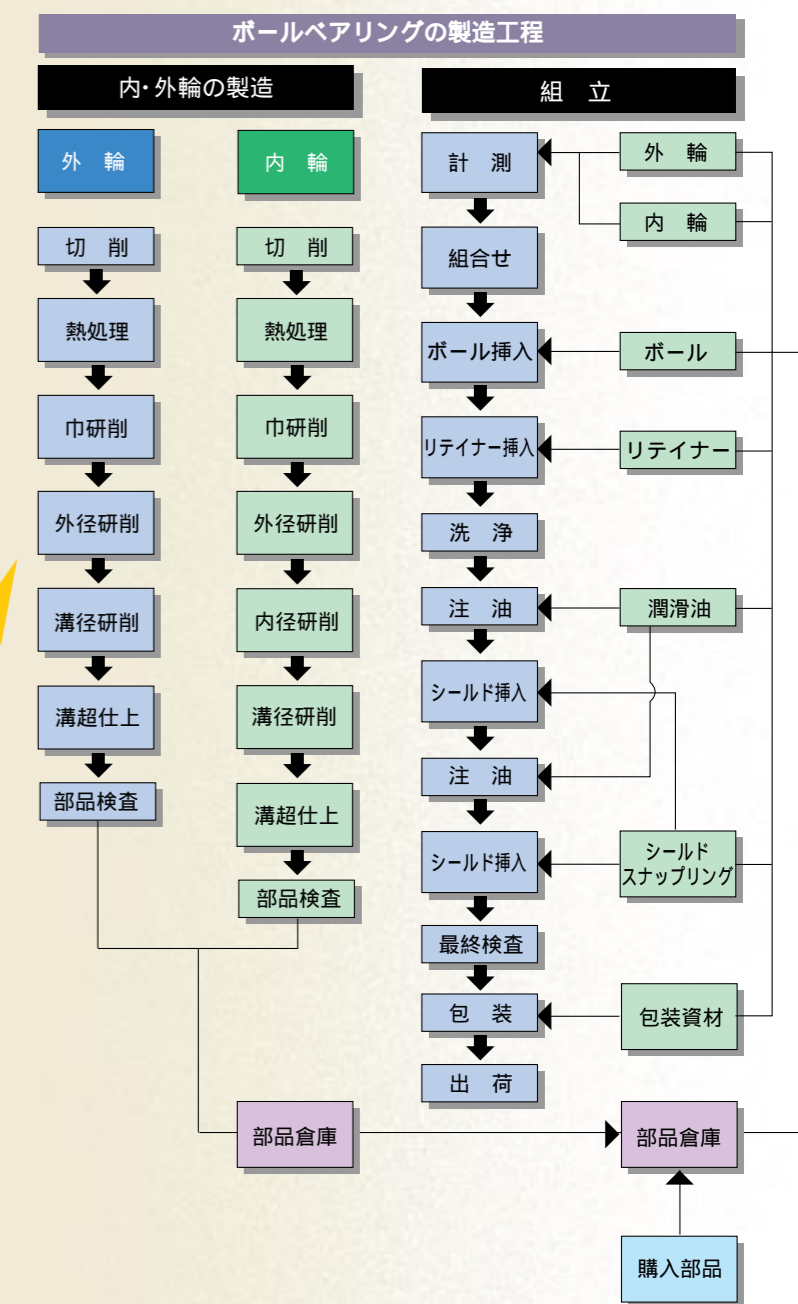 ボールベアリングの製造工程
内・外輪の製造
外 輪
切 削
熱処理
巾研削
外径研削
溝径研削
溝超仕上
部品検査
内 輪
切 削
熱処理
巾研削
外径研削
内径研削
溝径研削
溝超仕上
部品検査
部品倉庫
組 立
計 測
組合せ
ボール挿入
リテイナー挿入
洗 浄
注 油
シールド挿入
注 油
シールド挿入
最終検査
包 装
出 荷
外 輪
内 輪
ボール
リテイナー
潤滑油
シールド
スナップリング
包装資材
部品倉庫
購入部品